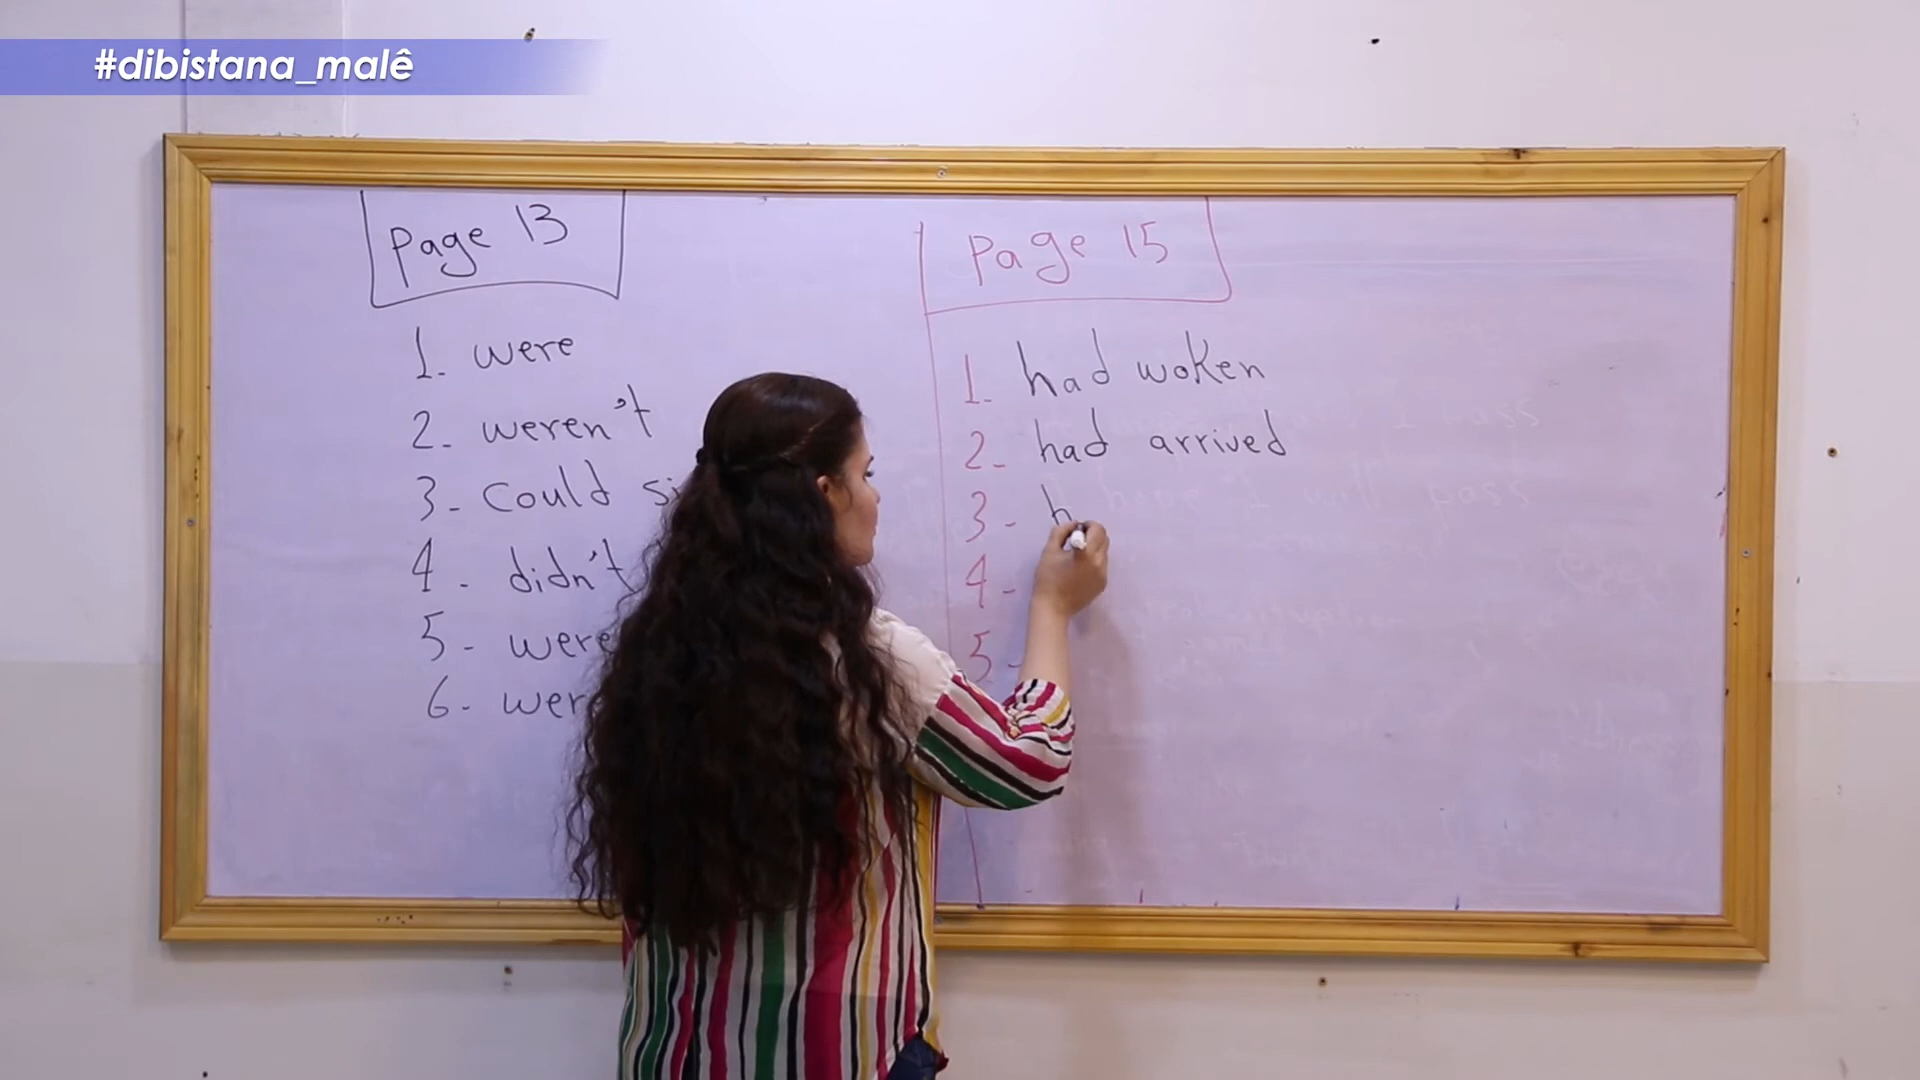 #dibistana_malê
Page 13
1. were
2. weren't
3- Could
4- didn't
5- were
6-
Page 15
1- had woken
2- had arrived
3- h
4-
5-